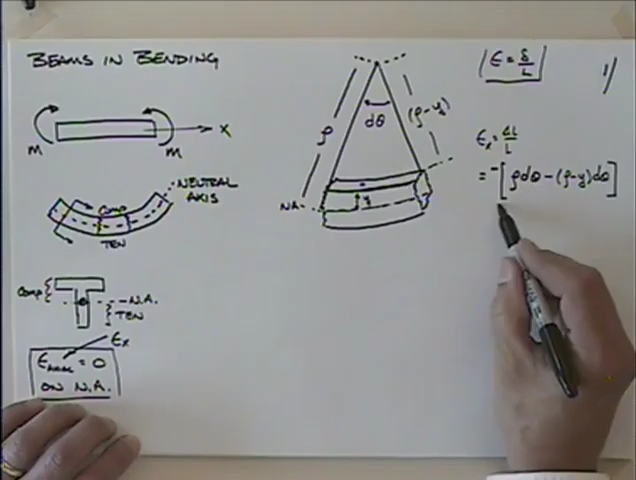 BEAMS IN BENDING
M
M
X
COMP
TEN
NEUTRAL
AXIS
COMP
N.A.
TEN
εx
εAXIAL = 0
ON N.A.
ρ
dθ
(ρ-y)
NA
y
ε = δ/L
1/
εx = ΔL/L
= -[ρdθ-(ρ-y)dθ]